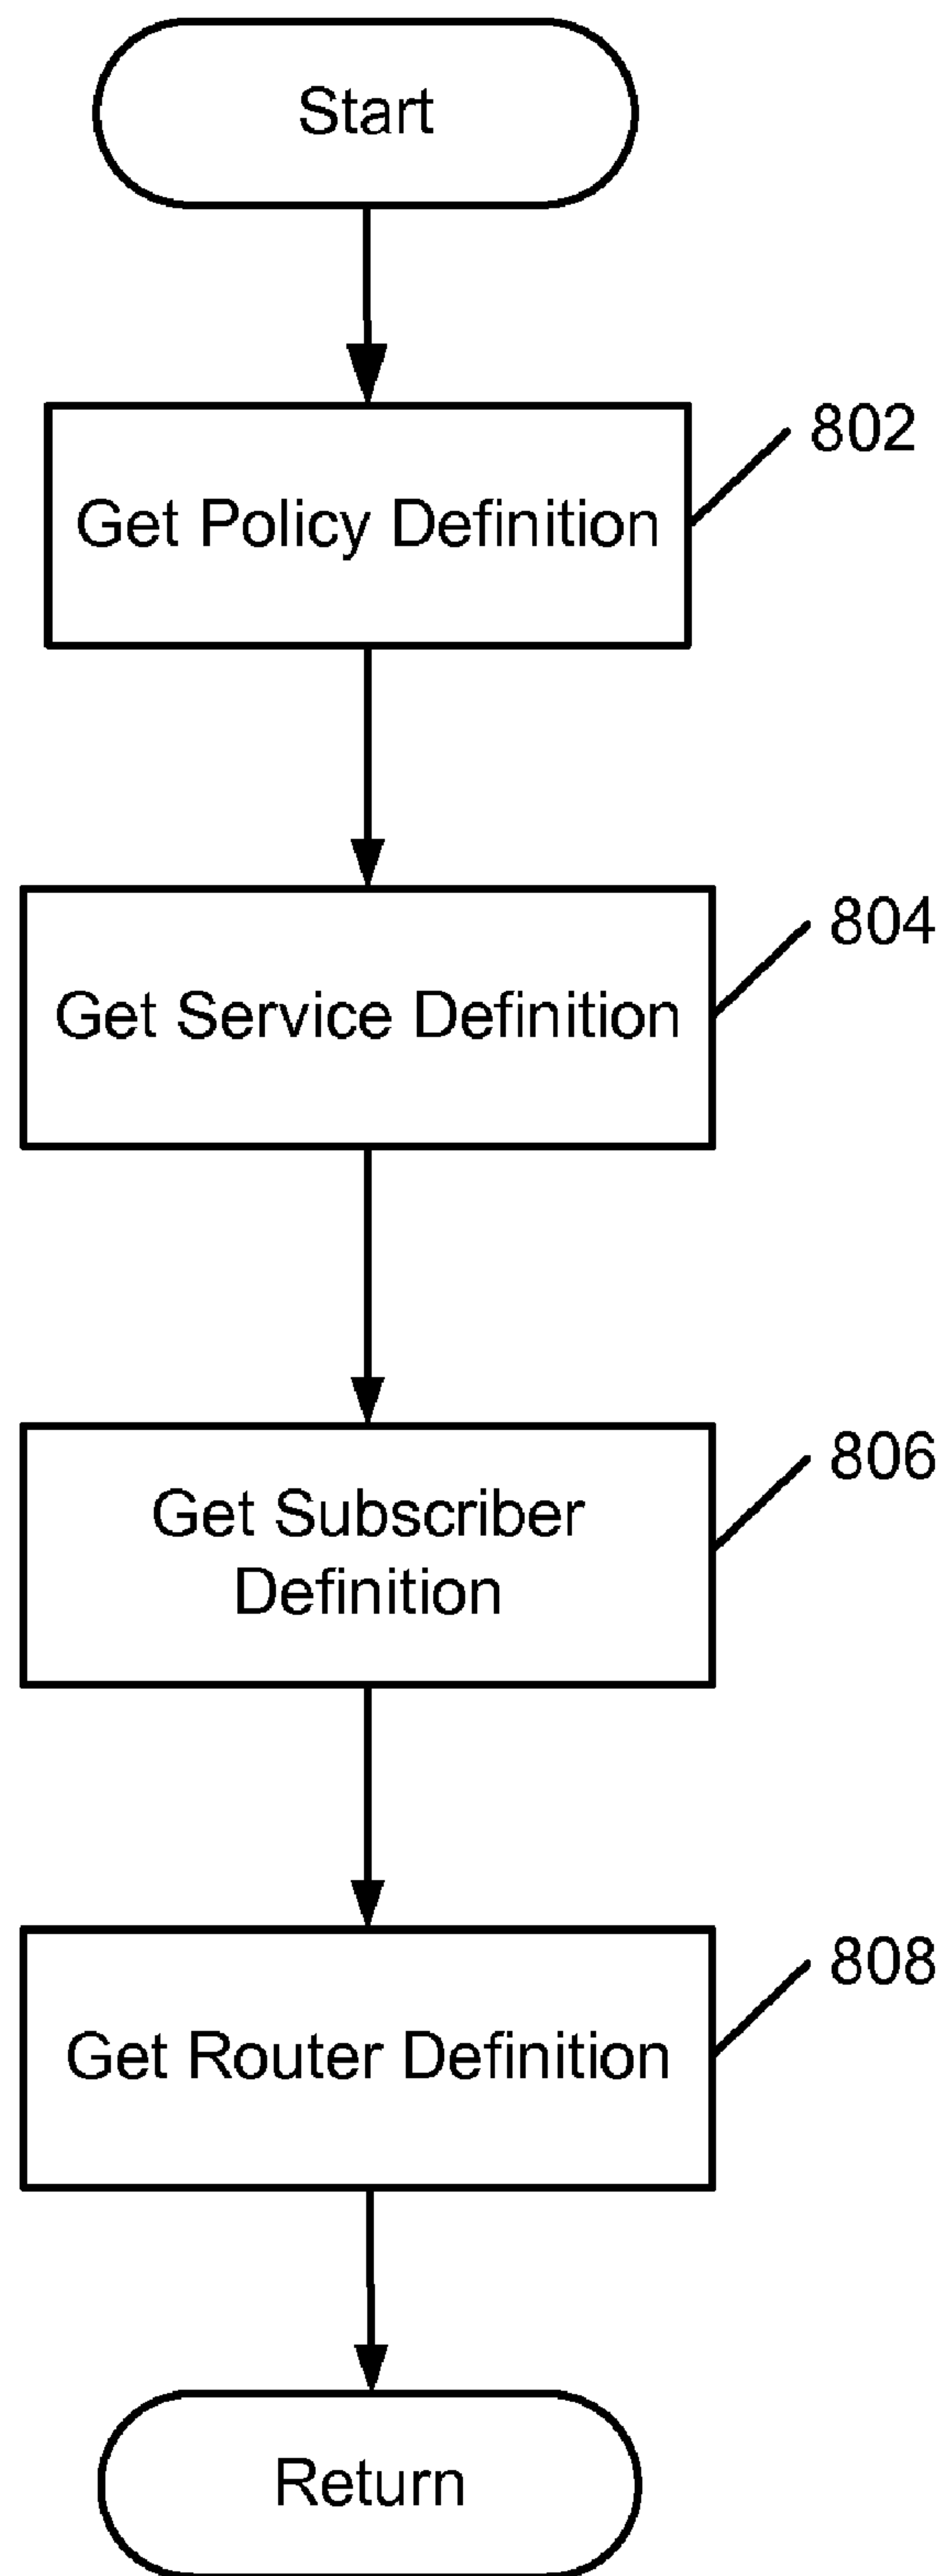 Start
802
Get Policy Definition
804
Get Service Definition
806
Get Subscriber
Definition
808
Get Router Definition
Return